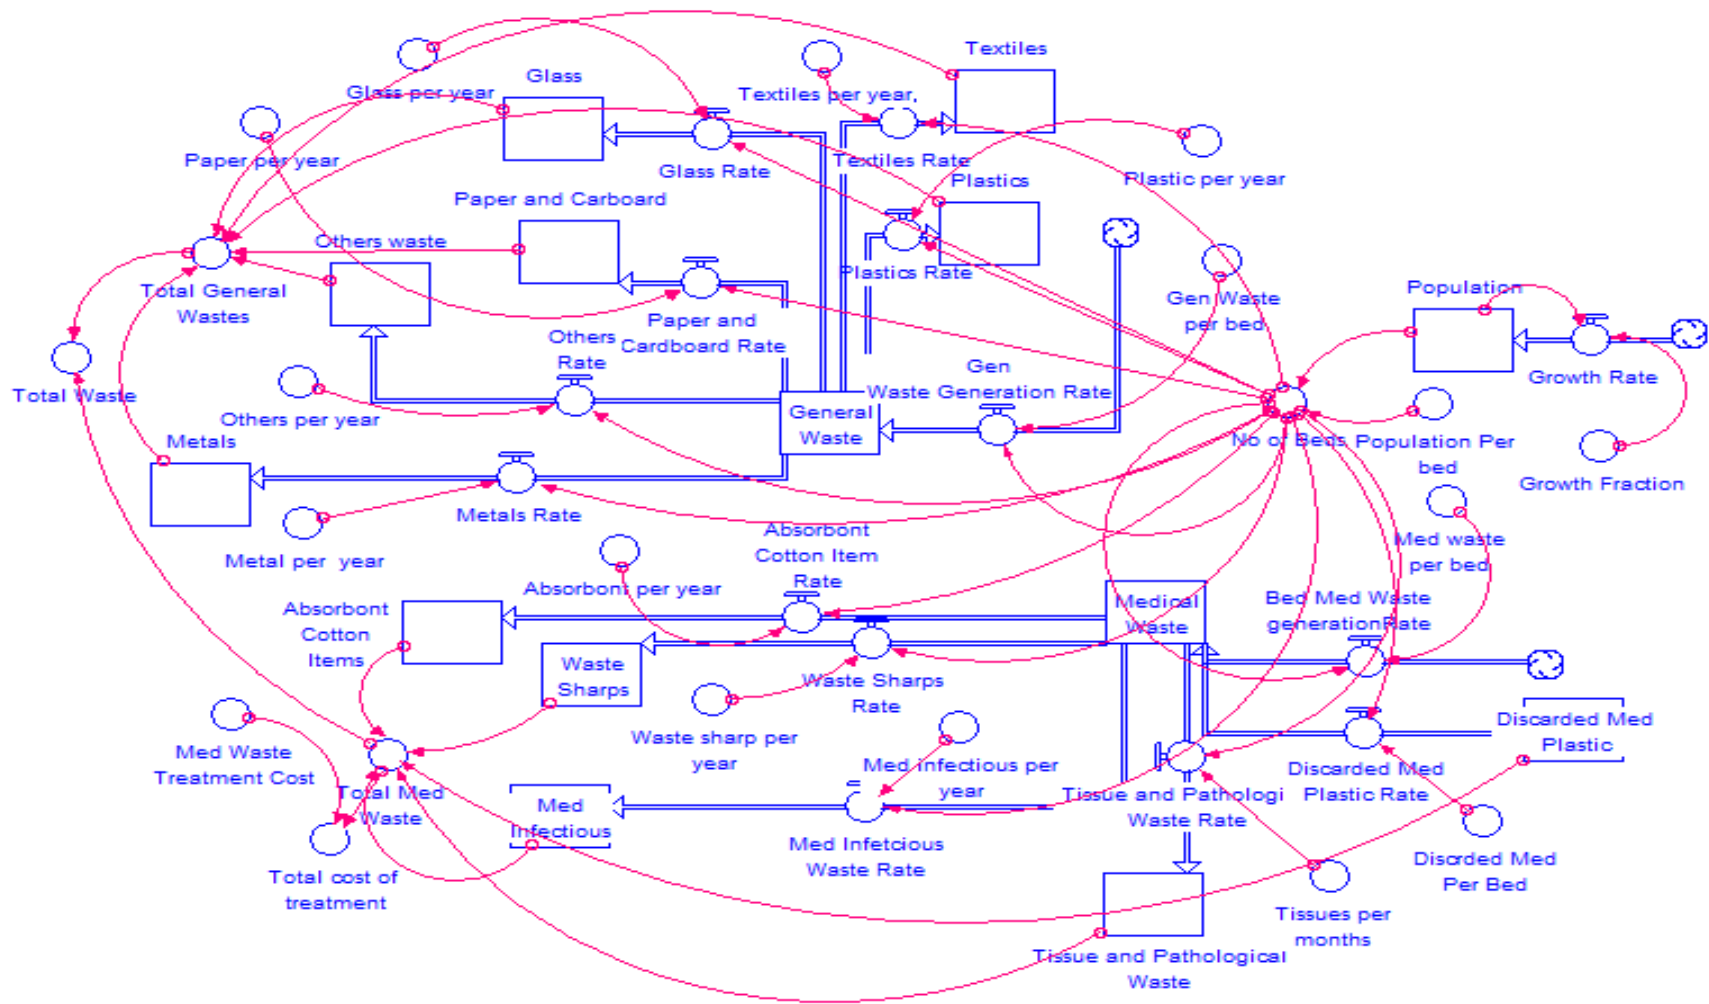 Textiles
Glass
Glass per year
Textiles per year,
Paper per year
Glass Rate
Textiles Rate
Plastic per year
Plastics
Paper and Carboard
Others waste
Plastics Rate
Total General
Wastes
Gen Waste
per bed
Population
Paper and
Cardboard Rate
Others
Rate
Growth Rate
Total Waste
Gen
Waste Generation Rate
Others per year
General
Waste
Metals
No of Beds
Population Per
bed
Growth Fraction
Metals Rate
Metal per year
Absorbont
Cotton Item
Rate
Med waste
per bed
Absorbont per year
Absorbont
Cotton
Items
Medical
Waste
Bed Med Waste
generationRate
Waste
Sharps
Waste Sharps
Rate
Med Waste
Treatment Cost
Waste sharp per
year
Discarded Med
Plastic
Med infectious per
year
Discarded Med
Plastic Rate
Total Med
Waste
Med
Infectious
Tissue and Pathologi
Waste Rate
Med Infetcious
Waste Rate
Total cost of
treatment
Disorded Med
Per Bed
Tissues per
months
Tissue and Pathological
Waste